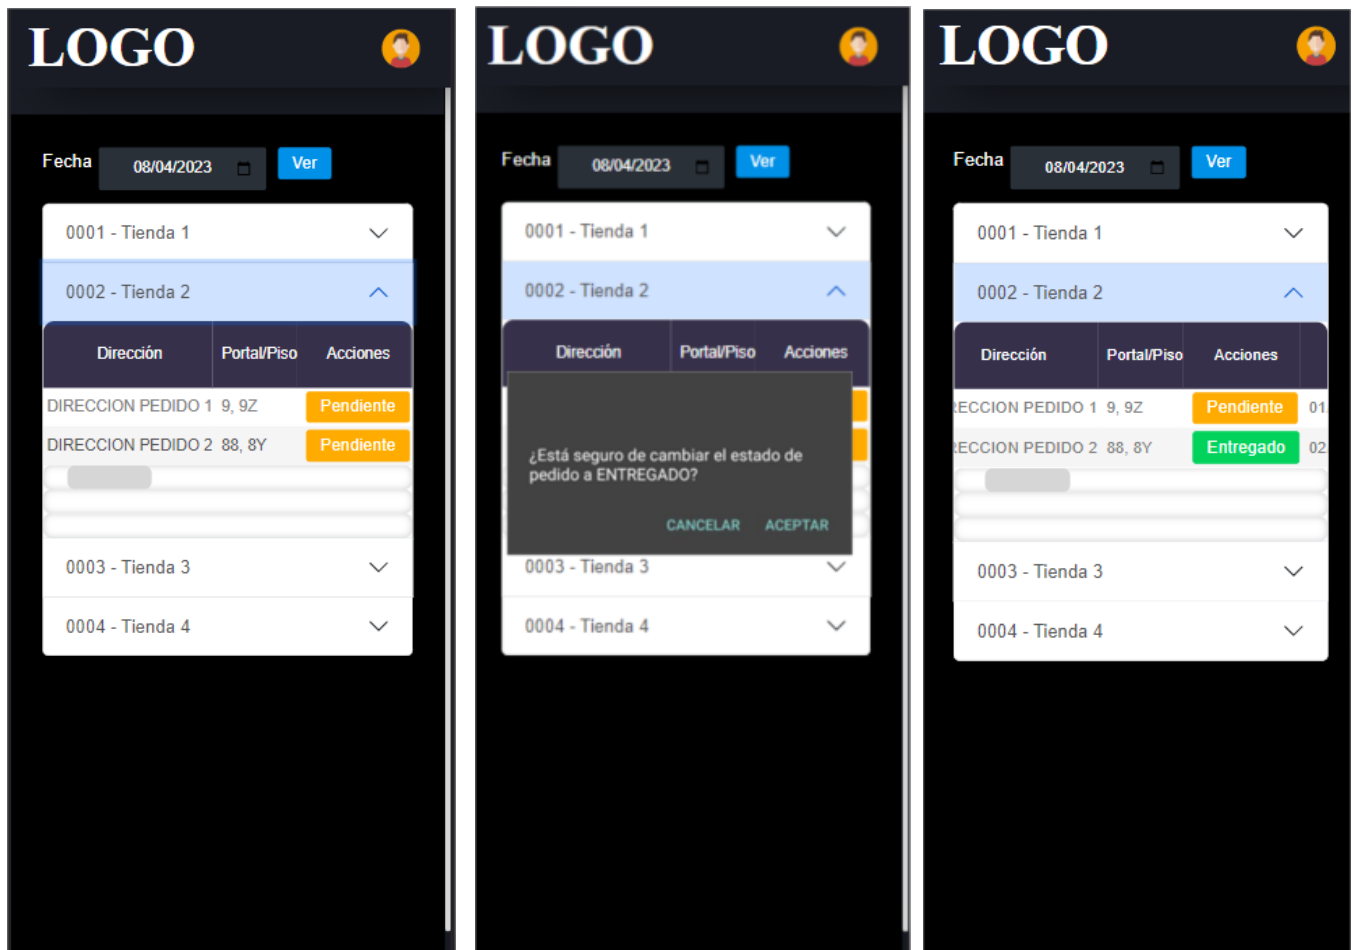 LOGO
Fecha 08/04/2023 Ver
0001 - Tienda 1
0002 - Tienda 2
Dirección Portal/Piso Acciones
DIRECCION PEDIDO 1 9, 9Z Pendiente
DIRECCION PEDIDO 2 88, 8Y Pendiente
0003 - Tienda 3
0004 - Tienda 4
LOGO
Fecha 08/04/2023 Ver
0001 - Tienda 1
0002 - Tienda 2
Dirección Portal/Piso Acciones
¿Está seguro de cambiar el estado de
pedido a ENTREGADO?
CANCELAR ACEPTAR
0003 - Tienda 3
0004 - Tienda 4
LOGO
Fecha 08/04/2023 Ver
0001 - Tienda 1
0002 - Tienda 2
Dirección Portal/Piso Acciones
ECCION PEDIDO 1 9, 9Z Pendiente 01
ECCION PEDIDO 2 88, 8Y Entregado 02
0003 - Tienda 3
0004 - Tienda 4